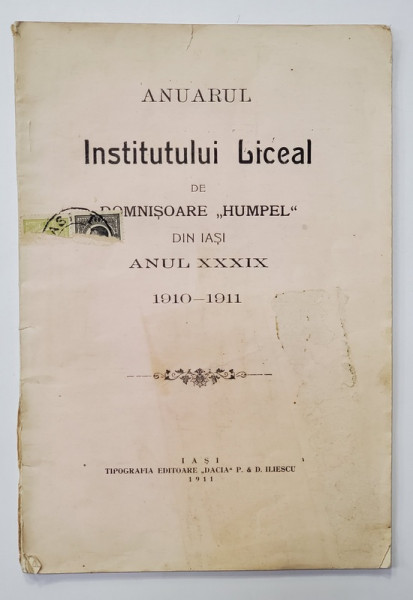 ANUARUL
Institutului Liceal
DE
DOMNIȘOARE „HUMPEL“
DIN IAȘI
ANUL XXXIX
1910—1911
IAȘI
TIPOGRAFIA EDITOARE „DACIA“ P. & D. ILIESCU
1911